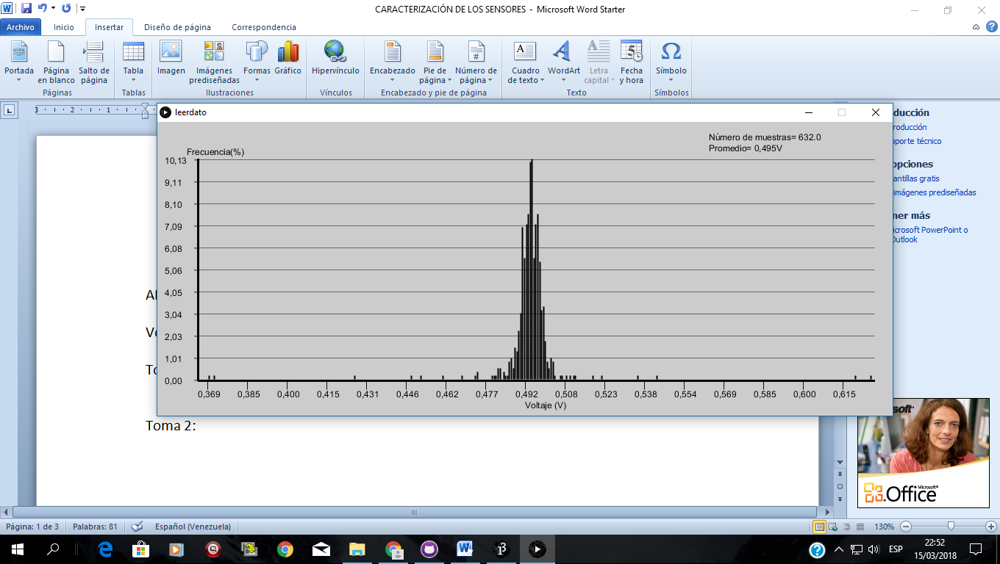 CARACTERIZACIÓN DE LOS SENSORES - Microsoft Word Starter
Archivo Inicio Insertar Diseño de página Correspondencia
Portada
Página en blanco
Salto de página
Páginas
Tabla
Tablas
Imagen
Imágenes prediseñadas
Formas
Gráfico
Ilustraciones
Hipervínculo
Vínculos
Encabezado
Pie de página
Número de página
Encabezado y pie de página
Cuadro de texto
WordArt
Letra capital
Fecha y hora
Texto
Símbolo
Símbolos
3 2 1
leerdato
Número de muestras= 632.0
Promedio= 0,495V
Frecuencia(%)
10,13
9,11
8,10
7,09
6,08
5,06
4,05
3,04
2,03
1,01
0,00
0,369 0,385 0,400 0,415 0,431 0,446 0,462 0,477 0,492 0,508 0,523 0,538 0,554 0,569 0,585 0,600 0,615
Voltaje (V)
Toma 2:
ducción
roducción
oporte técnico
opciones
antillas gratis
imágenes prediseñadas
ner más
icrosoft PowerPoint o
Outlook
soft
Microsoft
Office
Página: 1 de 3 Palabras: 81 Español (Venezuela) 130%
ESP
22:52
15/03/2018